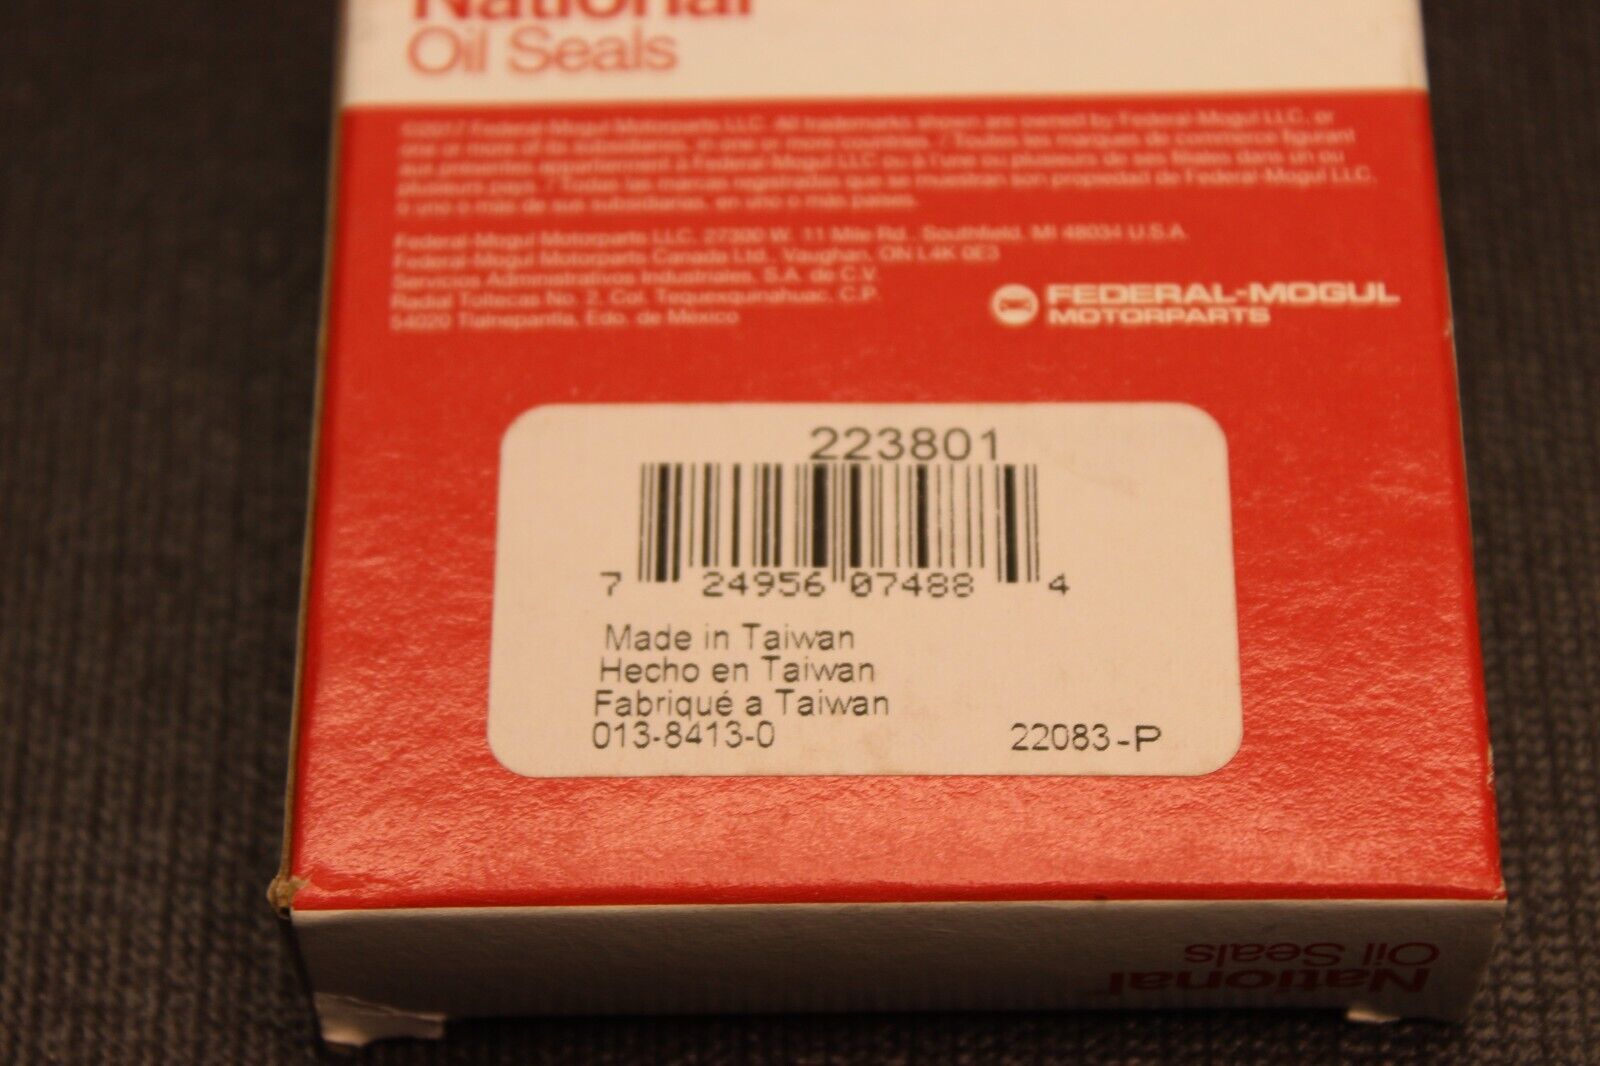 National
Oil Seals
©2017 Federal-Mogul Motorparts LLC. All trademarks shown are owned by Federal-Mogul LLC, or
one or more of its subsidiaries, in one or more countries. / Toutes les marques de commerce figurant
aux présentes appartiennent à Federal-Mogul LLC ou à l'une ou plusieurs de ses filiales dans un ou
plusieurs pays. / Todas las marcas registradas que se muestran son propiedad de Federal-Mogul LLC,
o uno o más de sus subsidiarias, en uno o más países.
Federal-Mogul Motorparts LLC, 27300 W. 11 Mile Rd., Southfield, MI 48034 U.S.A.
Federal-Mogul Motorparts Canada Ltd., Vaughan, ON L4K 0E3
Servicios Administrativos Industriales, S.A. de C.V.
Radial Toltecas No. 2, Col. Tequexquinahuac, C.P.
54020 Tlalnepantla, Edo. de México
FEDERAL-MOGUL
MOTORPARTS
223801
7 24956 07488 4
Made in Taiwan
Hecho en Taiwan
Fabriqué a Taiwan
013-8413-0 22083-P
National
Oil Seals